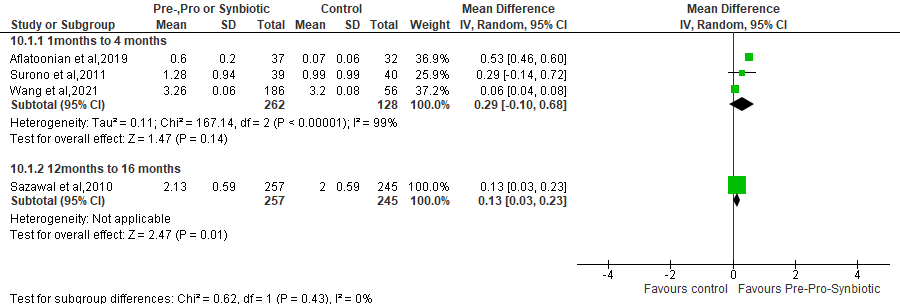 Pre-,Pro or Synbiotic Control Mean Difference Mean Difference
Study or Subgroup Mean SD Total Mean SD Total Weight IV, Random, 95% CI IV, Random, 95% CI
10.1.1 1months to 4 months
Aflatoonian et al,2019 0.6 0.2 37 0.07 0.06 32 36.9% 0.53 [0.46, 0.60]
Surono et al,2011 1.28 0.94 39 0.99 0.99 40 25.9% 0.29 [-0.14, 0.72]
Wang et al,2021 3.26 0.06 186 3.2 0.08 56 37.2% 0.06 [0.04, 0.08]
Subtotal (95% CI) 262 128 100.0% 0.29 [-0.10, 0.68]
Heterogeneity: Tau² = 0.11; Chi² = 167.14, df = 2 (P < 0.00001); I² = 99%
Test for overall effect: Z = 1.47 (P = 0.14)
10.1.2 12months to 16 months
Sazawal et al,2010 2.13 0.59 257 2 0.59 245 100.0% 0.13 [0.03, 0.23]
Subtotal (95% CI) 257 245 100.0% 0.13 [0.03, 0.23]
Heterogeneity: Not applicable
Test for overall effect: Z = 2.47 (P = 0.01)
-4 -2 0 2 4
Favours control Favours Pre-Pro-Synbiotic
Test for subgroup differences: Chi² = 0.62, df = 1 (P = 0.43), I² = 0%